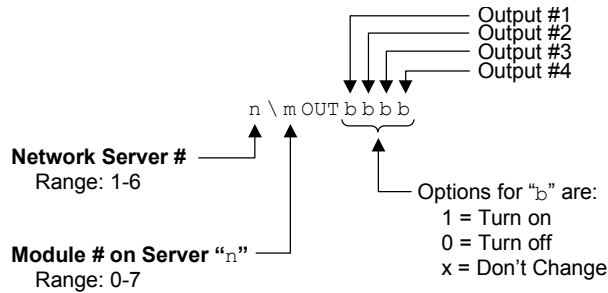 Output #1
Output #2
Output #3
Output #4
n\mOUTbbbb
Network Server #
Range: 1-6
Options for “b” are:
1 = Turn on
0 = Turn off
x = Don’t Change
Module # on Server “n”
Range: 0-7